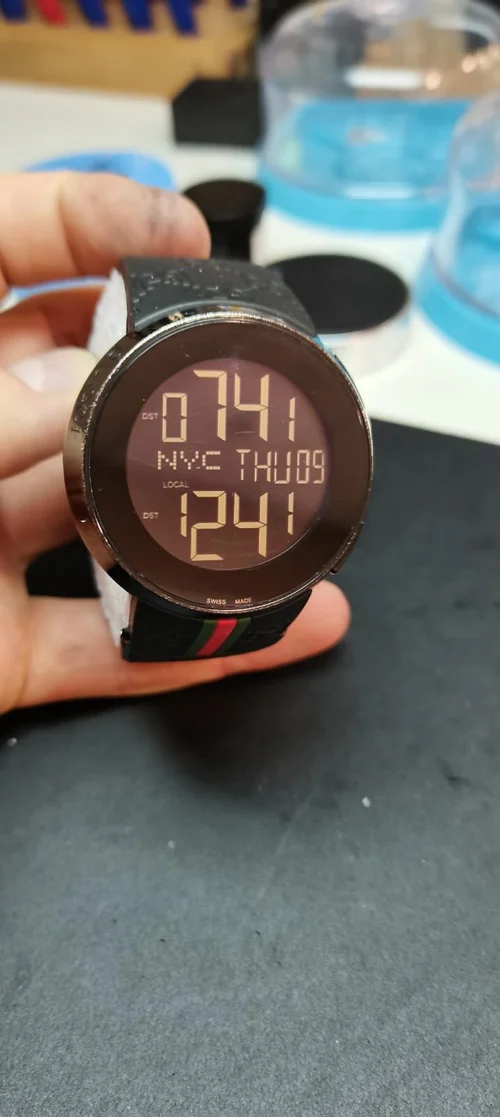 DST 0741
NYC THU09
LOCAL
DST 1241
SWISS MADE